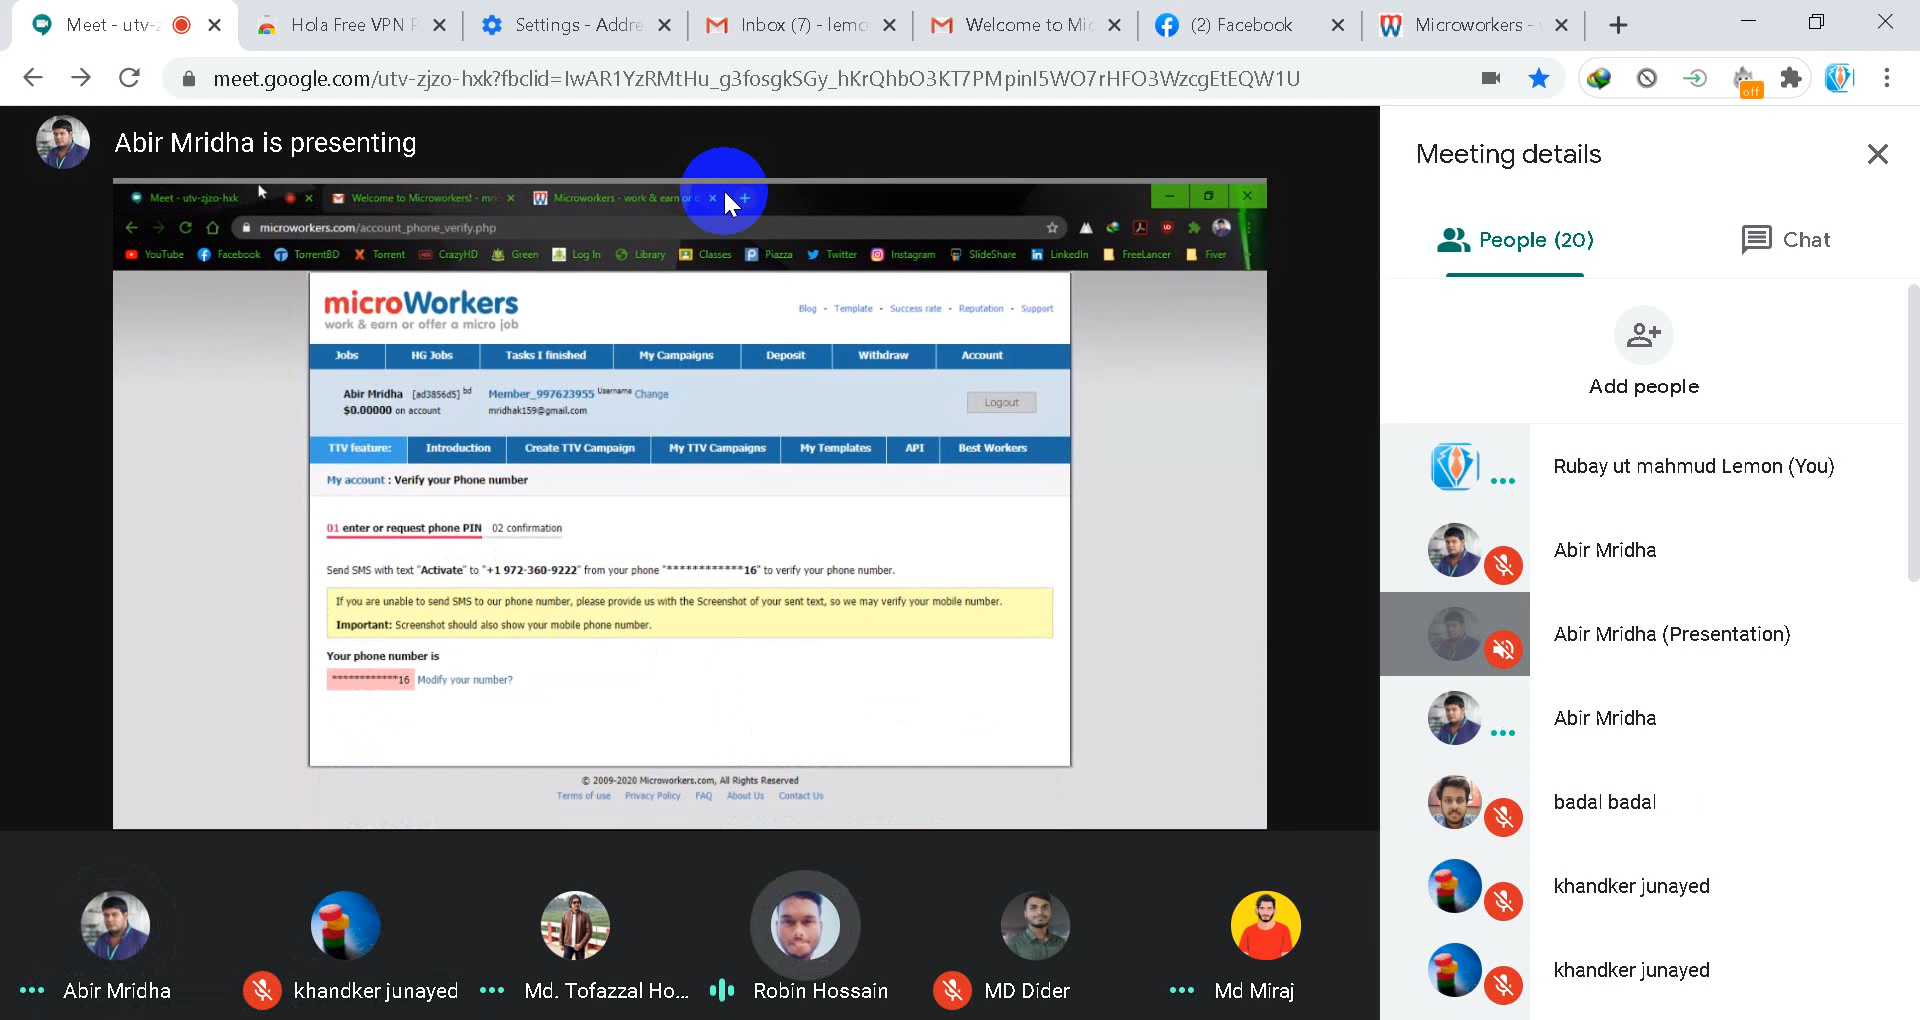 Meet - utv-z
Hola Free VPN P
Settings - Addre
Inbox (7) - lemo
Welcome to Mic
(2) Facebook
Microworkers -
meet.google.com/utv-zjzo-hxk?fbclid=IwAR1YzRMtHu_g3fosgkSGy_hKrQhbO3KT7PMpinI5WO7rHFO3WzcgEtEQW1U
off
Abir Mridha is presenting
Meet - utv-zjzo-hxk
Welcome to Microworkers! - mri
Microworkers - work & earn or o
microworkers.com/account_phone_verify.php
YouTube Facebook TorrentBD Torrent CrazyHD Green Log In Library Classes Piazza Twitter Instagram SlideShare LinkedIn FreeLancer Fiver
microWorkers
work & earn or offer a micro job
Blog - Template - Success rate - Reputation - Support
Jobs HG Jobs Tasks I finished My Campaigns Deposit Withdraw Account
Abir Mridha [ad3856d5] bd Member_997623955 Username Change
$0.00000 on account mridhak159@gmail.com
Logout
TTV feature: Introduction Create TTV Campaign My TTV Campaigns My Templates API Best Workers
My account : Verify your Phone number
01 enter or request phone PIN 02 confirmation
Send SMS with text "Activate" to "+1 972-360-9222" from your phone "************16" to verify your phone number.
If you are unable to send SMS to our phone number, please provide us with the Screenshot of your sent text, so we may verify your mobile number.
Important: Screenshot should also show your mobile phone number.
Your phone number is
************16 Modify your number?
© 2009-2020 Microworkers.com, All Rights Reserved
Terms of use Privacy Policy FAQ About Us Contact Us
Abir Mridha
khandker junayed
Md. Tofazzal Ho...
Robin Hossain
MD Dider
Md Miraj
Meeting details
People (20)
Chat
Add people
Rubay ut mahmud Lemon (You)
Abir Mridha
Abir Mridha (Presentation)
Abir Mridha
badal badal
khandker junayed
khandker junayed